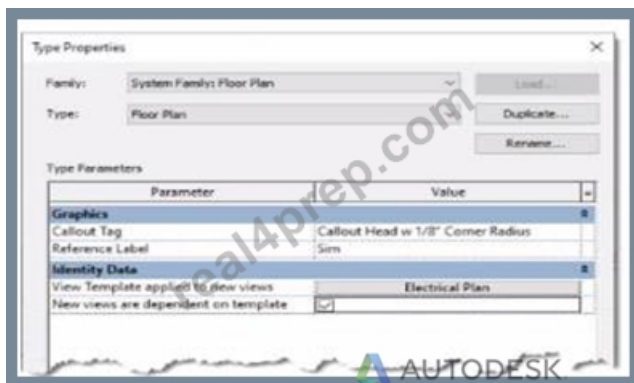 Type Properties
Family: System Family: Floor Plan Load...
Type: Floor Plan Duplicate...
Rename...
Type Parameters
Parameter Value
Graphics
Callout Tag Callout Head w 1/8" Corner Radius
Reference Label Sim
Identity Data
View Template applied to new views Electrical Plan
New views are dependent on template
real4prep.com
AUTODESK